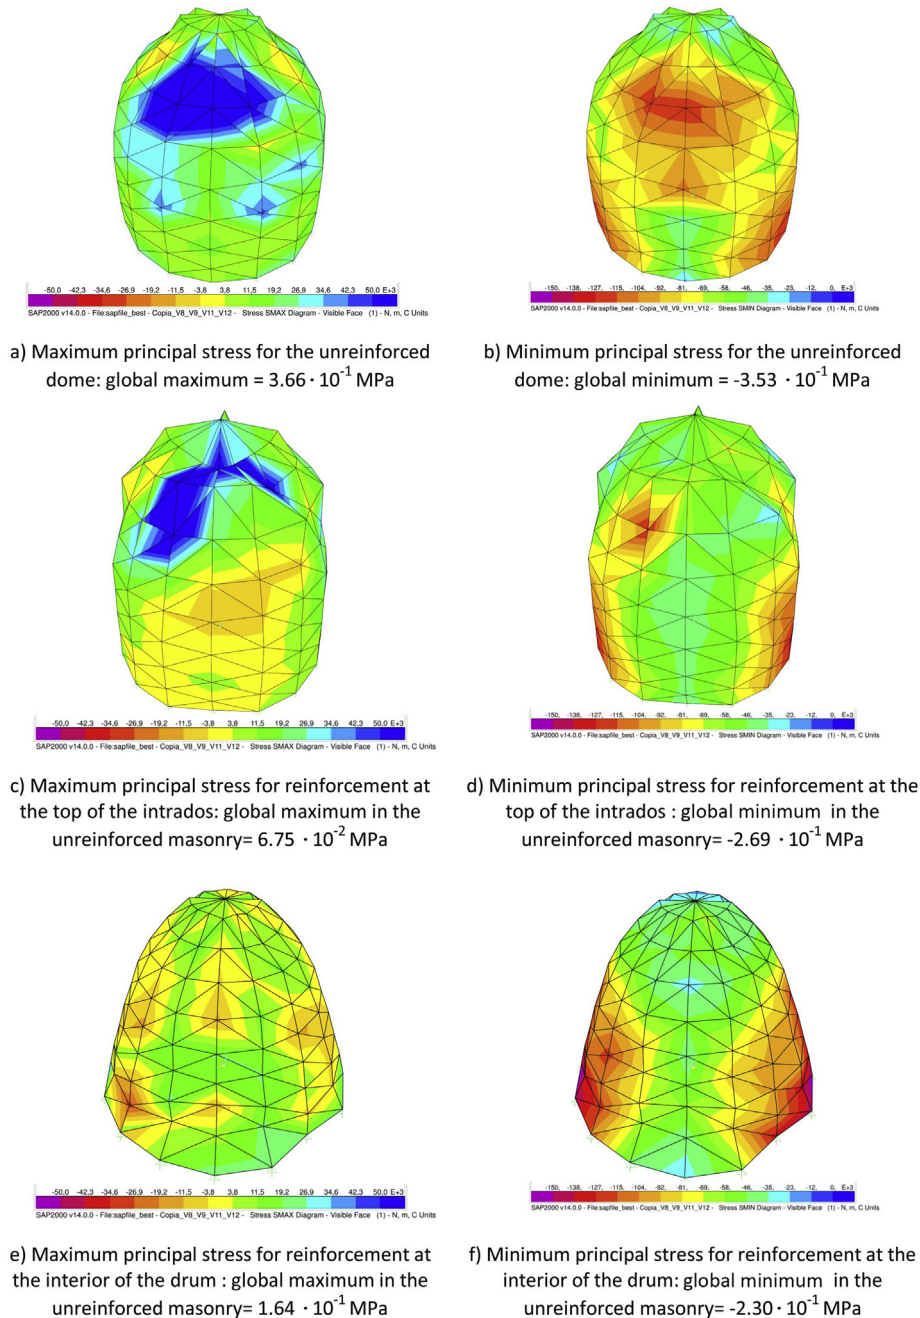 -50,0 -42,3 -34,6 -26,9 -19,2 -11,5 -3,8 3,8 11,5 19,2 26,9 34,6 42,3 50,0 E+3
SAP2000 v14.0.0 - File:sapfile_best - Copia_V8_V9_V11_V12 - Stress SMAX Diagram - Visible Face (1) - N, m, C Units
-150, -138, -127, -115, -104, -92, -81, -69, -58, -46, -35, -23, -12, 0, E+3
SAP2000 v14.0.0 - File:sapfile_best - Copia_V8_V9_V11_V12 - Stress SMIN Diagram - Visible Face (1) - N, m, C Units
a) Maximum principal stress for the unreinforced
dome: global maximum = 3.66 · 10⁻¹ MPa
b) Minimum principal stress for the unreinforced
dome: global minimum = -3.53 · 10⁻¹ MPa
-50,0 -42,3 -34,6 -26,9 -19,2 -11,5 -3,8 3,8 11,5 19,2 26,9 34,6 42,3 50,0 E+3
SAP2000 v14.0.0 - File:sapfile_best - Copia_V8_V9_V11_V12 - Stress SMAX Diagram - Visible Face (1) - N, m, C Units
-150, -138, -127, -115, -104, -92, -81, -69, -58, -46, -35, -23, -12, 0, E+3
SAP2000 v14.0.0 - File:sapfile_best - Copia_V8_V9_V11_V12 - Stress SMIN Diagram - Visible Face (1) - N, m, C Units
c) Maximum principal stress for reinforcement at
the top of the intrados: global maximum in the
unreinforced masonry= 6.75 · 10⁻² MPa
d) Minimum principal stress for reinforcement at the
top of the intrados : global minimum in the
unreinforced masonry= -2.69 · 10⁻¹ MPa
-50,0 -42,3 -34,6 -26,9 -19,2 -11,5 -3,8 3,8 11,5 19,2 26,9 34,6 42,3 50,0 E+3
SAP2000 v14.0.0 - File:sapfile_best - Copia_V8_V9_V11_V12 - Stress SMAX Diagram - Visible Face (1) - N, m, C Units
-150, -138, -127, -115, -104, -92, -81, -69, -58, -46, -35, -23, -12, 0, E+3
SAP2000 v14.0.0 - File:sapfile_best - Copia_V8_V9_V11_V12 - Stress SMIN Diagram - Visible Face (1) - N, m, C Units
e) Maximum principal stress for reinforcement at
the interior of the drum : global maximum in the
unreinforced masonry= 1.64 · 10⁻¹ MPa
f) Minimum principal stress for reinforcement at the
interior of the drum: global minimum in the
unreinforced masonry= -2.30 · 10⁻¹ MPa